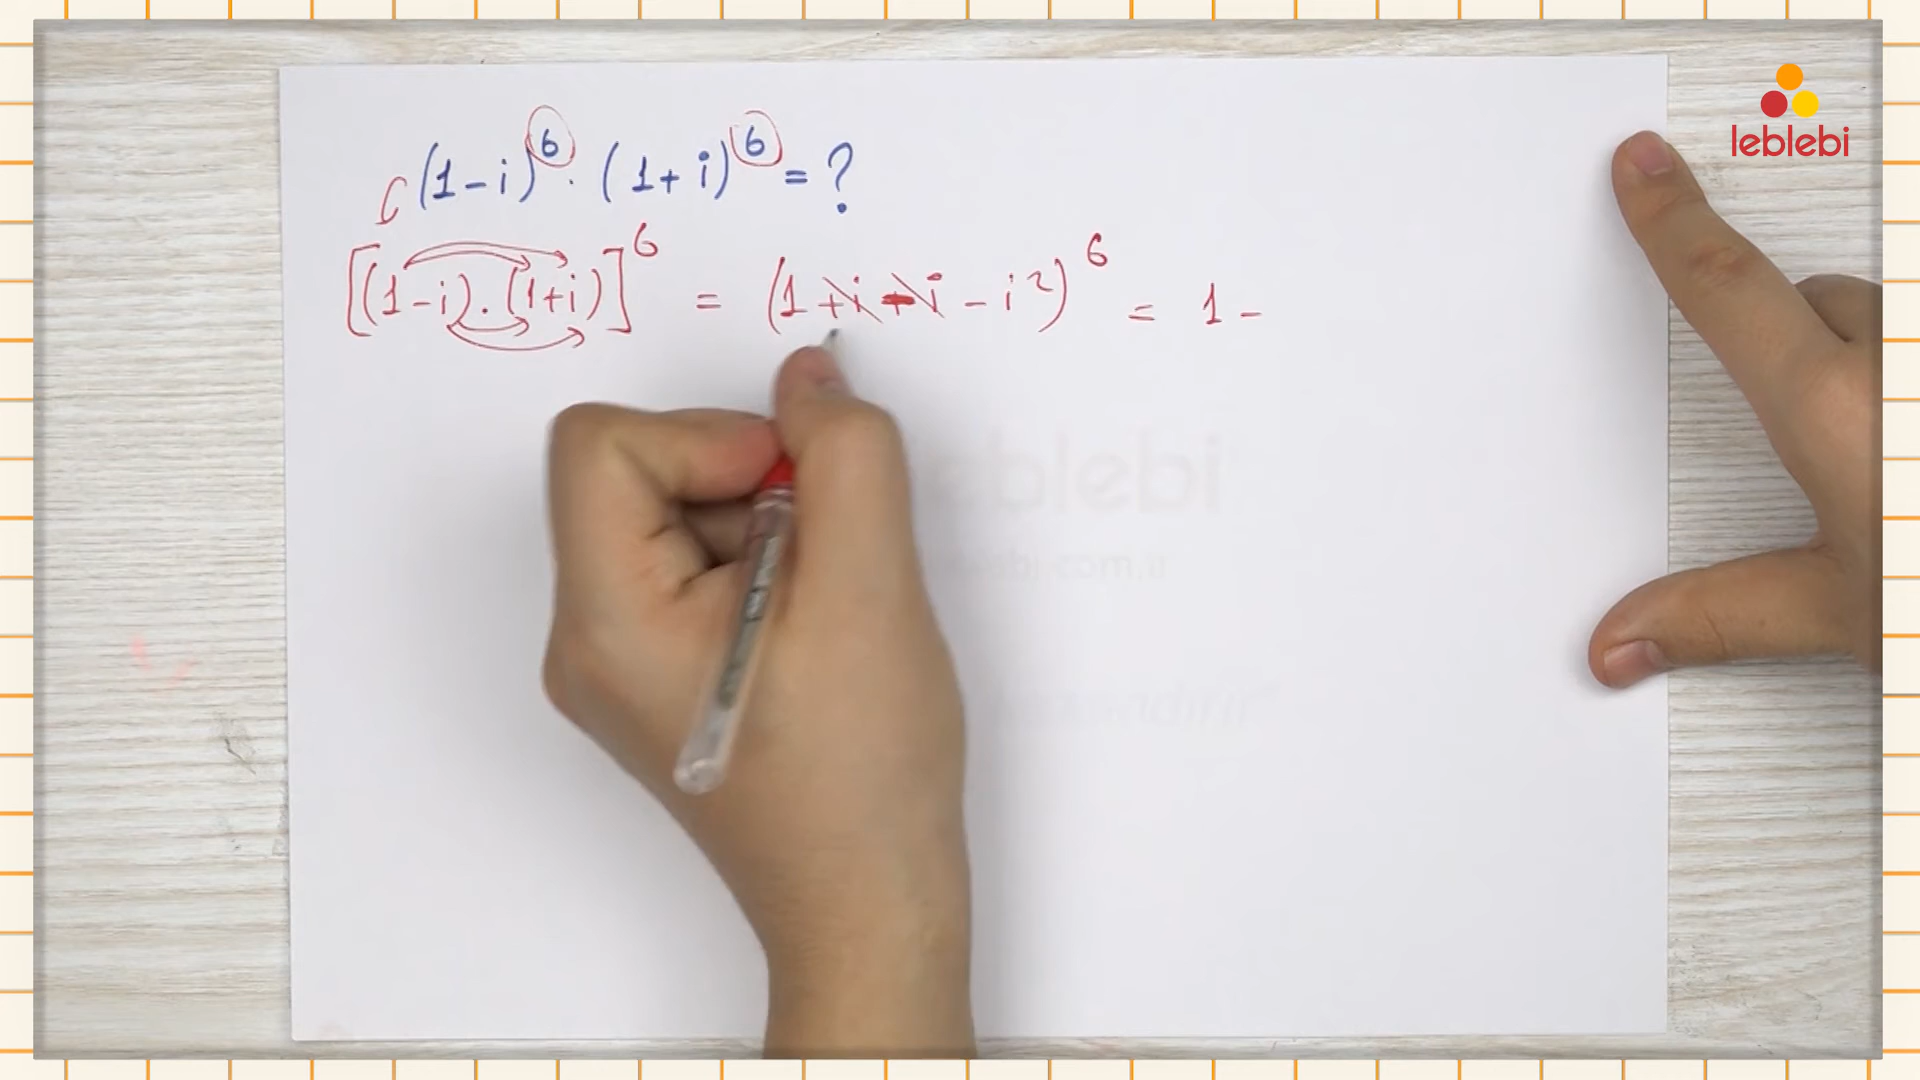 leblebi
(1-i)⁶ · (1+i)⁶ = ?
[(1-i).(1+i)]⁶ = (1+i-i-i²)⁶ = 1-